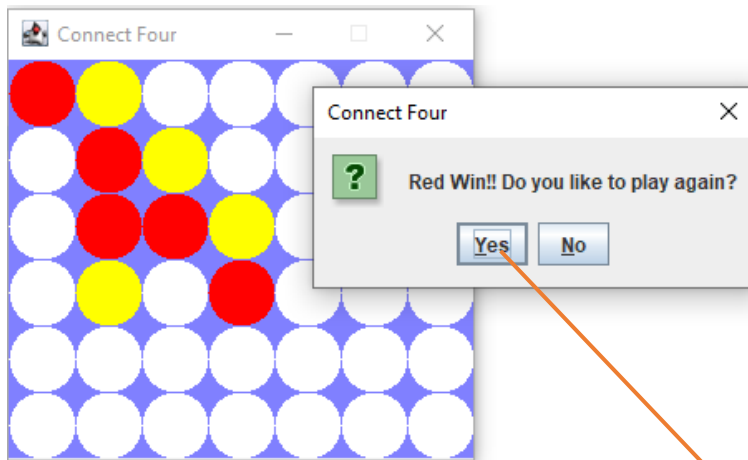 Connect Four
Connect Four
?
Red Win!! Do you like to play again?
Yes
No